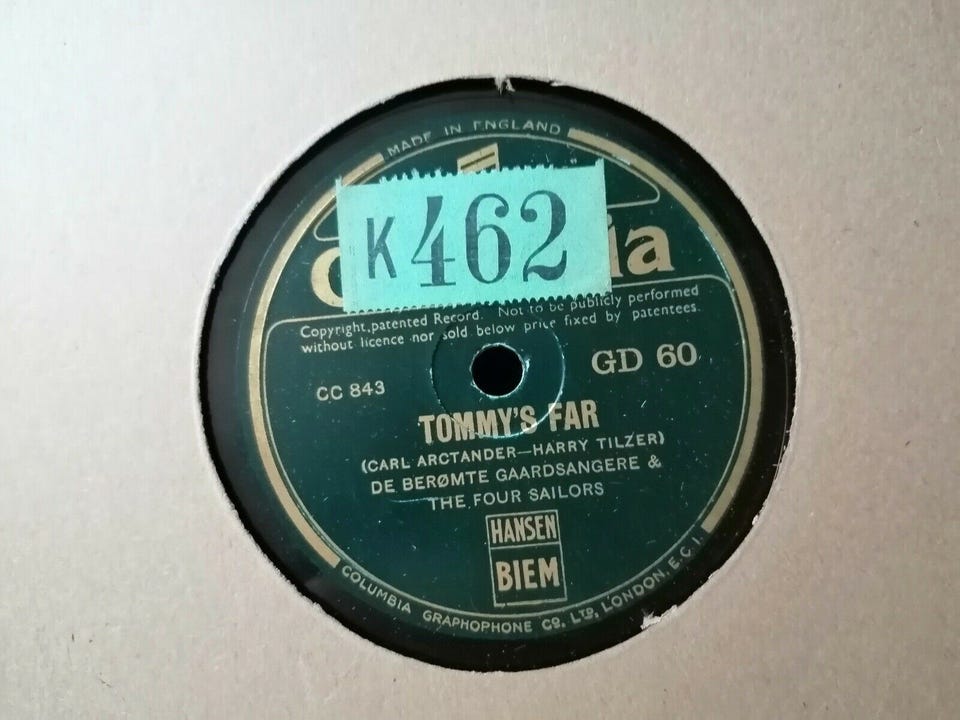 MADE IN ENGLAND
K462
Copyright, patented Record. Not to be publicly performed
without licence nor sold below price fixed by patentees.
GD 60
CC 843
TOMMY'S FAR
(CARL ARCTANDER—HARRY TILZER)
DE BERØMTE GAARDSANGERE &
THE FOUR SAILORS
HANSEN
BIEM
COLUMBIA GRAPHOPHONE CO. LTD, LONDON, E.C.1.